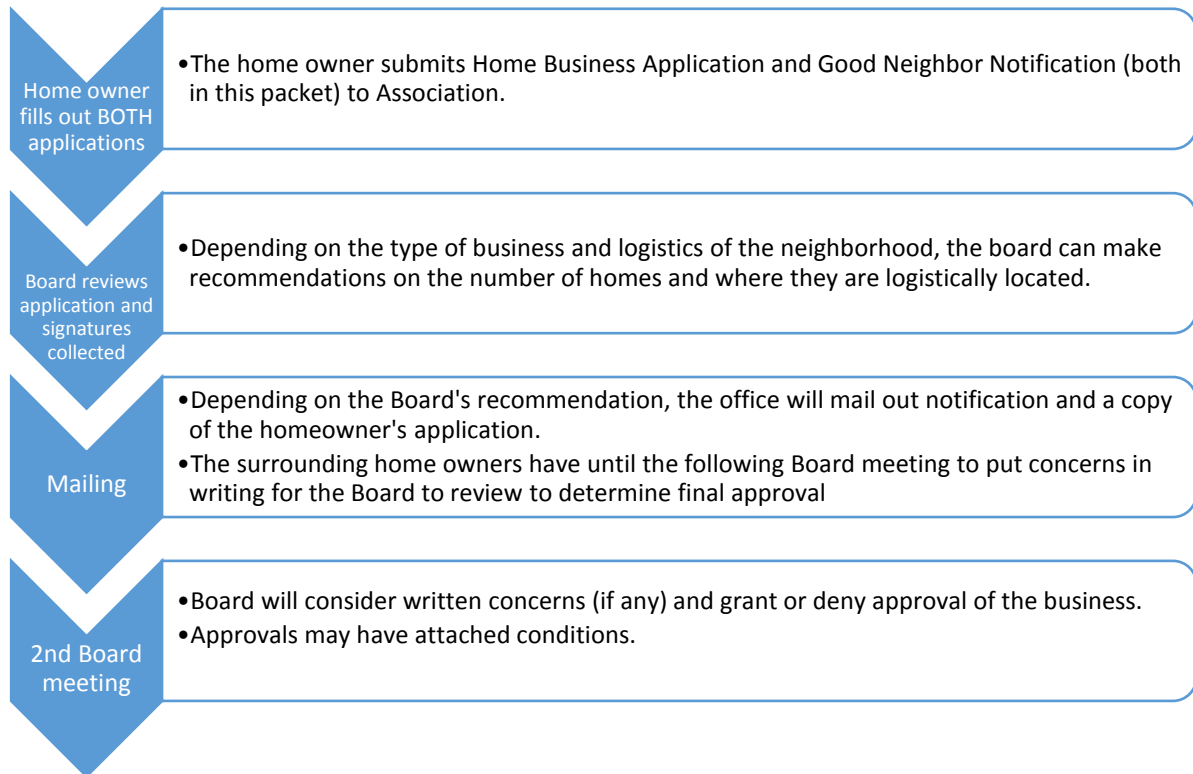 Home owner
fills out BOTH
applications
•The home owner submits Home Business Application and Good Neighbor Notification (both
in this packet) to Association.
Board reviews
application and
signatures
collected
•Depending on the type of business and logistics of the neighborhood, the board can make
recommendations on the number of homes and where they are logistically located.
Mailing
•Depending on the Board's recommendation, the office will mail out notification and a copy
of the homeowner's application.
•The surrounding home owners have until the following Board meeting to put concerns in
writing for the Board to review to determine final approval
2nd Board
meeting
•Board will consider written concerns (if any) and grant or deny approval of the business.
•Approvals may have attached conditions.